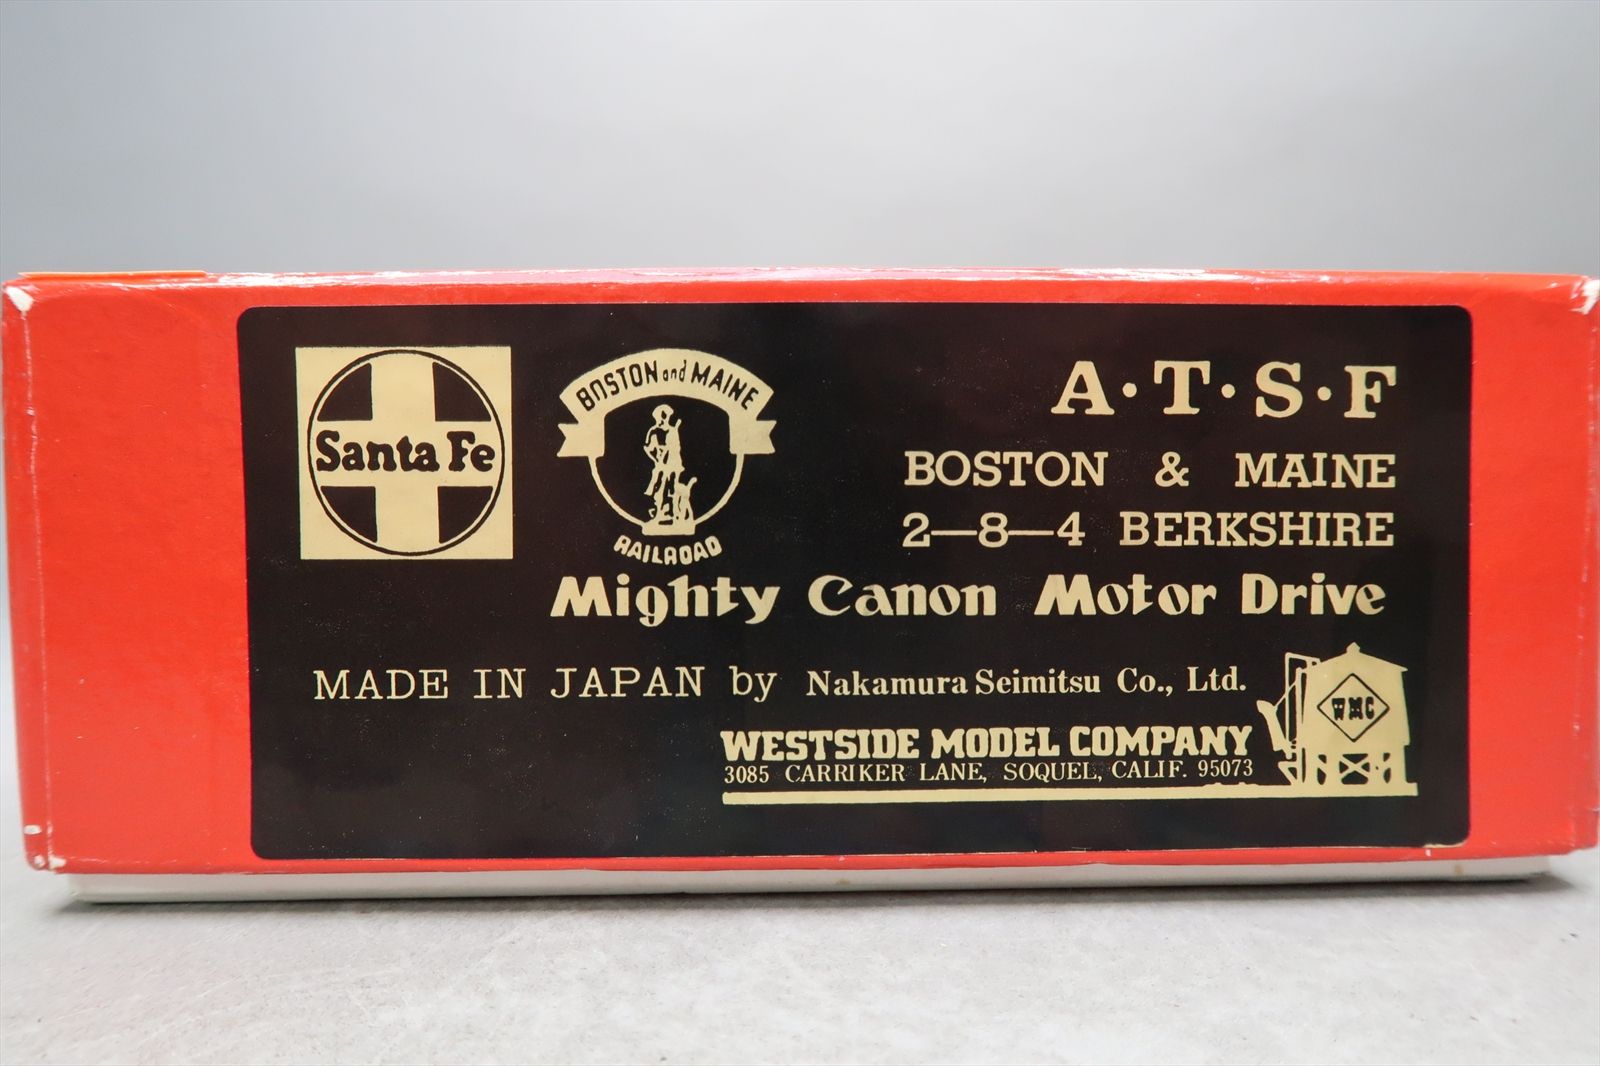 Santa Fe
BOSTON and MAINE
RAILROAD
A·T·S·F
BOSTON & MAINE
2—8—4 BERKSHIRE
Mighty Canon Motor Drive
MADE IN JAPAN by Nakamura Seimitsu Co., Ltd.
WESTSIDE MODEL COMPANY
3085 CARRIKER LANE, SOQUEL, CALIF. 95073
WMC